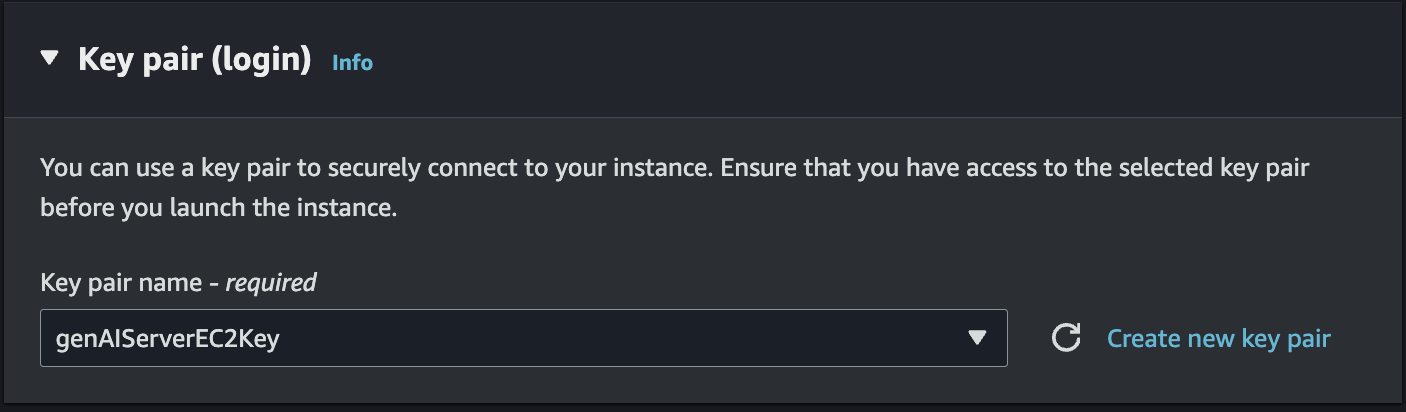 Key pair (login) Info
You can use a key pair to securely connect to your instance. Ensure that you have access to the selected key pair
before you launch the instance.
Key pair name - required
genAIServerEC2Key
Create new key pair